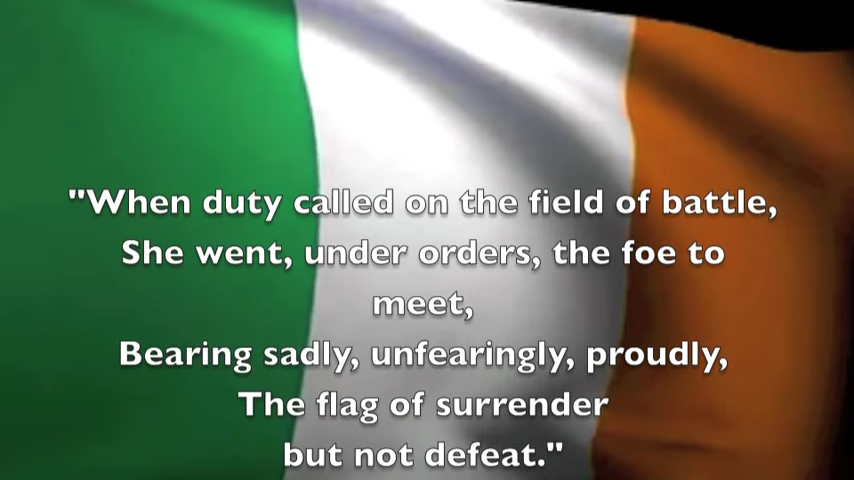 "When duty called on the field of battle,
She went, under orders, the foe to
meet,
Bearing sadly, unfearingly, proudly,
The flag of surrender
but not defeat."